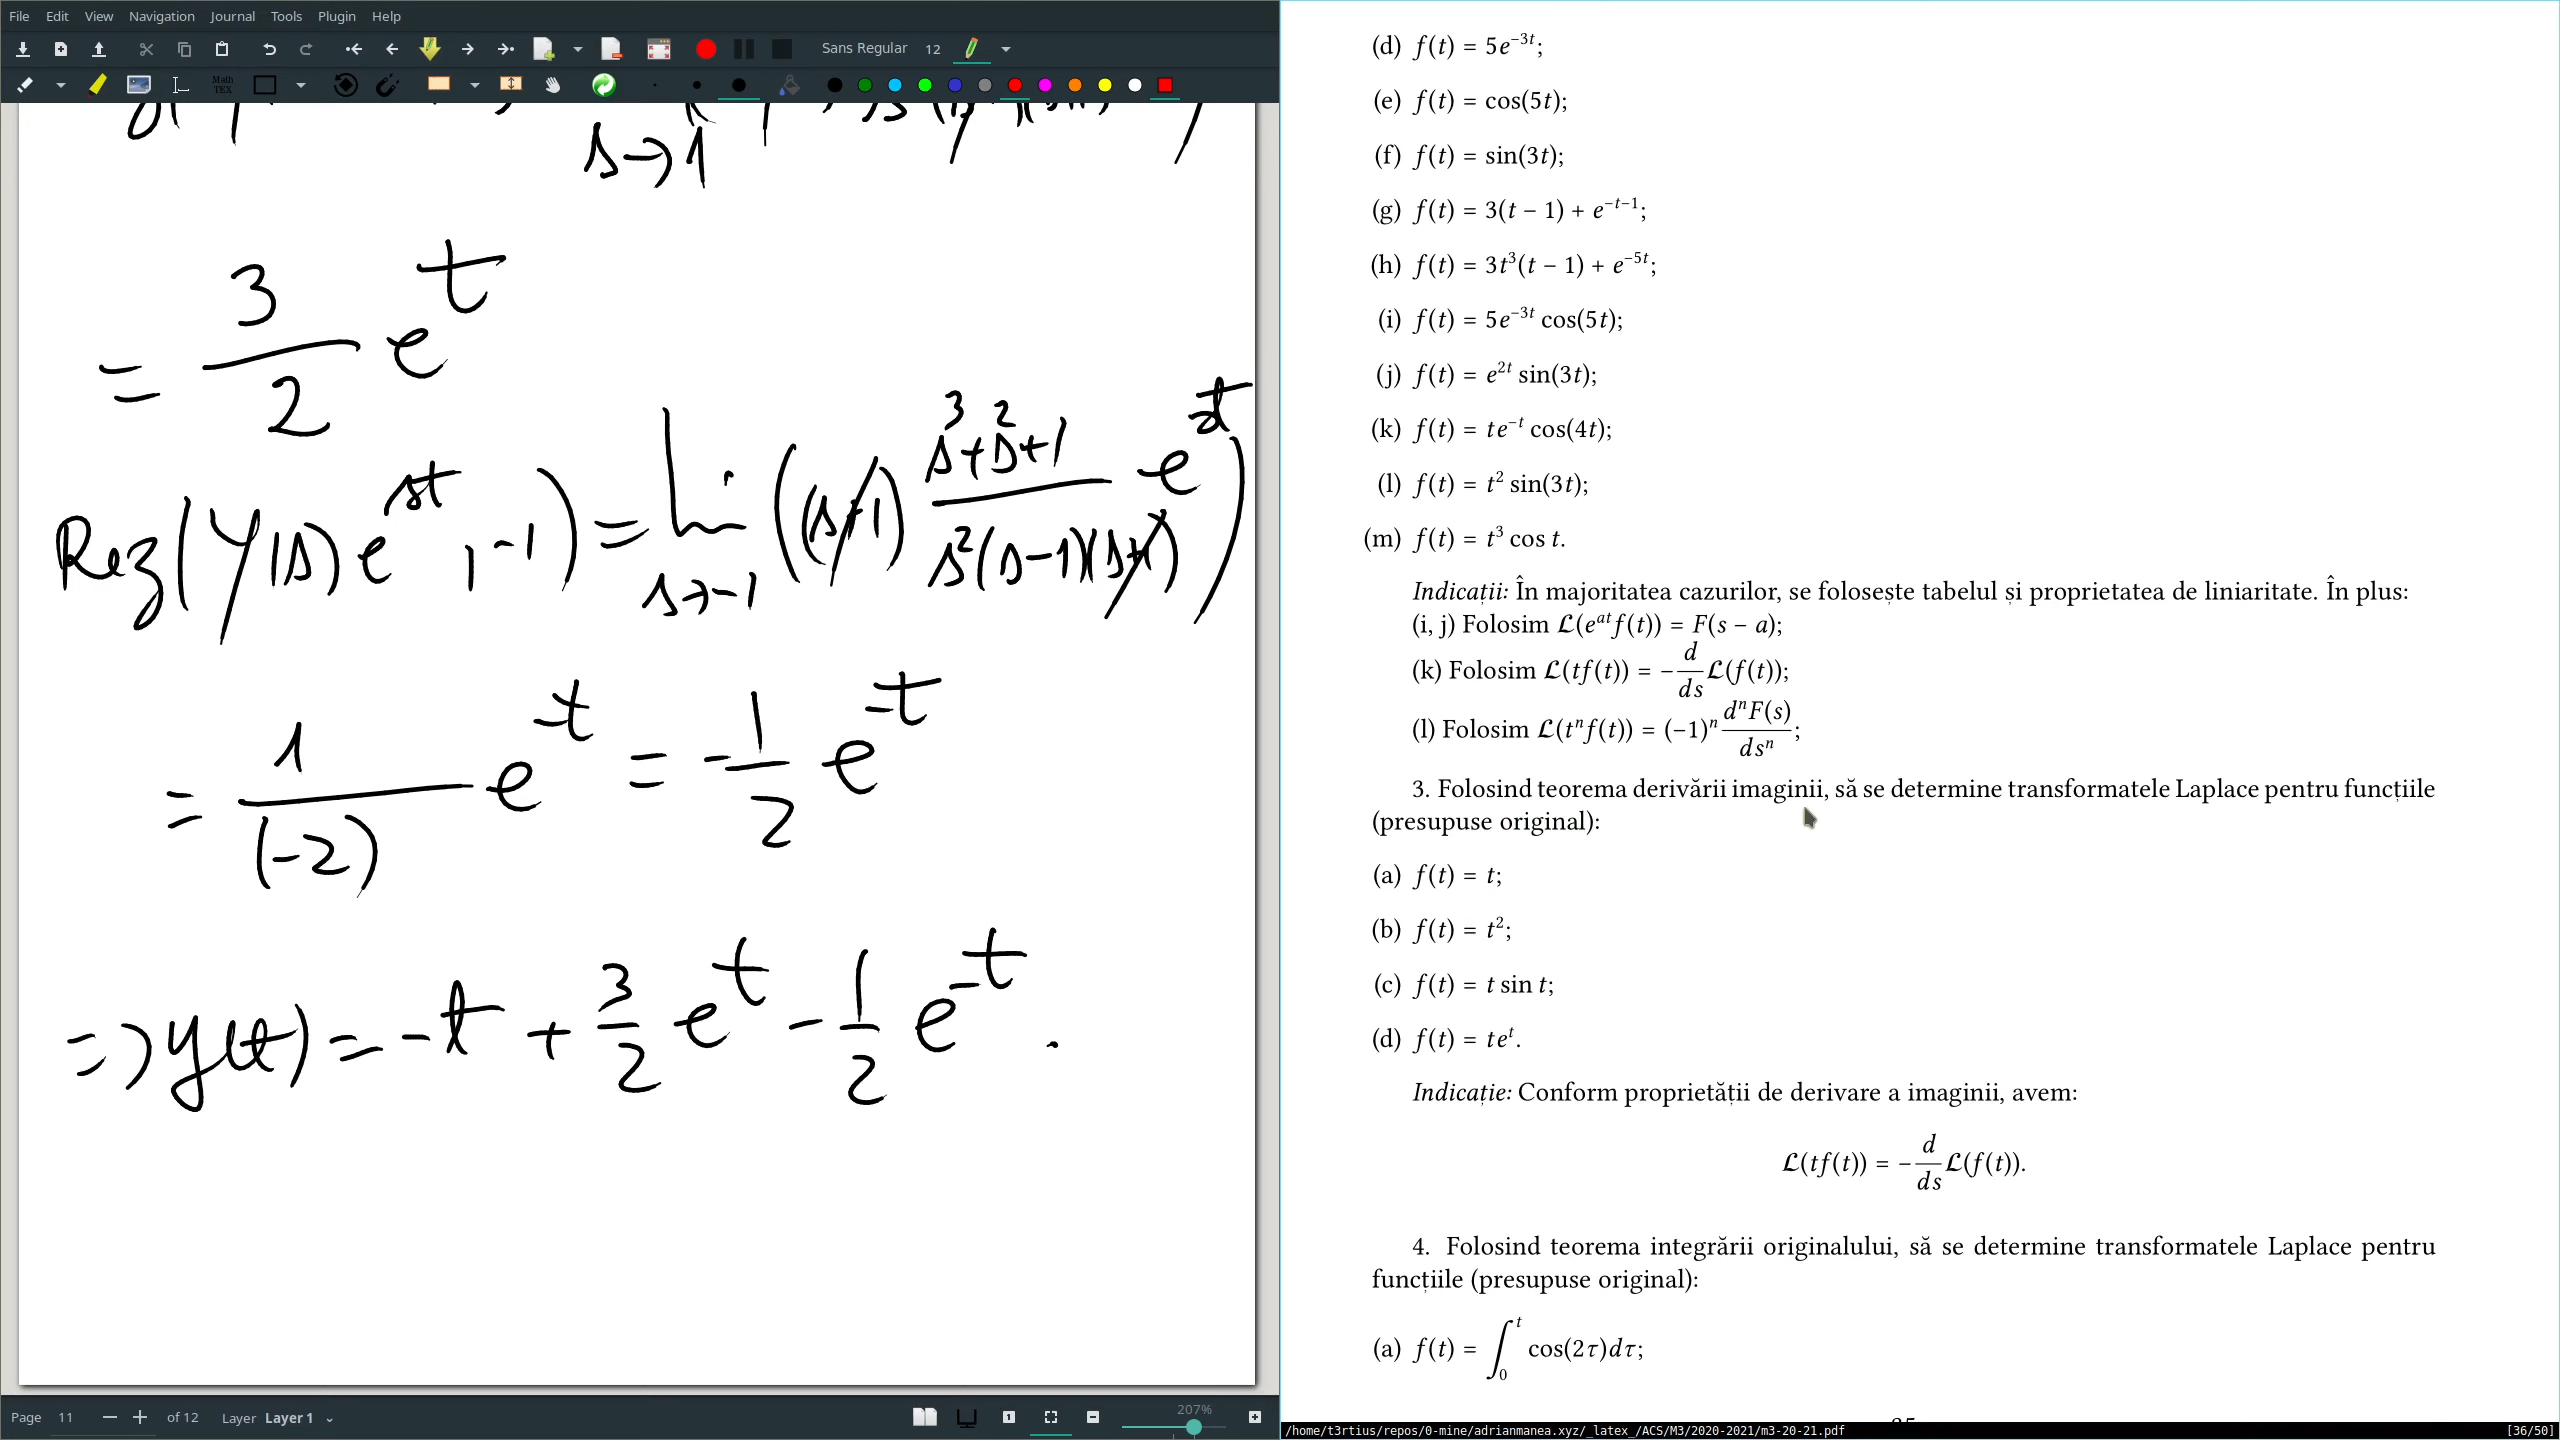 File Edit View Navigation Journal Tools Plugin Help
Sans Regular 12
Math TEX
s→1
= 3/2 e^t
Rez(Y(s)e^{st}, -1) = lim_{s→-1} ((s+1) (s^3+s^2+1)/(s^2(s-1)(s+1)) e^{st})
= 1/(-2) e^{-t} = -1/2 e^{-t}
=> y(t) = -t + 3/2 e^t - 1/2 e^{-t}.
Page 11 of 12 Layer Layer 1 207%
(d) f(t) = 5e^{−3t};
(e) f(t) = cos(5t);
(f) f(t) = sin(3t);
(g) f(t) = 3(t − 1) + e^{−t−1};
(h) f(t) = 3t^3(t − 1) + e^{−5t};
(i) f(t) = 5e^{−3t} cos(5t);
(j) f(t) = e^{2t} sin(3t);
(k) f(t) = te^{−t} cos(4t);
(l) f(t) = t^2 sin(3t);
(m) f(t) = t^3 cos t.
Indicații: În majoritatea cazurilor, se folosește tabelul și proprietatea de liniaritate. În plus:
(i, j) Folosim ℒ(e^{at}f(t)) = F(s − a);
(k) Folosim ℒ(tf(t)) = −d/ds ℒ(f(t));
(l) Folosim ℒ(t^n f(t)) = (−1)^n d^nF(s)/ds^n;
3. Folosind teorema derivării imaginii, să se determine transformatele Laplace pentru funcțiile
(presupuse original):
(a) f(t) = t;
(b) f(t) = t^2;
(c) f(t) = t sin t;
(d) f(t) = te^t.
Indicație: Conform proprietății de derivare a imaginii, avem:
ℒ(tf(t)) = −d/ds ℒ(f(t)).
4. Folosind teorema integrării originalului, să se determine transformatele Laplace pentru
funcțiile (presupuse original):
(a) f(t) = ∫_0^t cos(2τ)dτ;
/home/t3rtius/repos/0-mine/adrianmanea.xyz/_latex_/ACS/M3/2020-2021/m3-20-21.pdf [36/50]